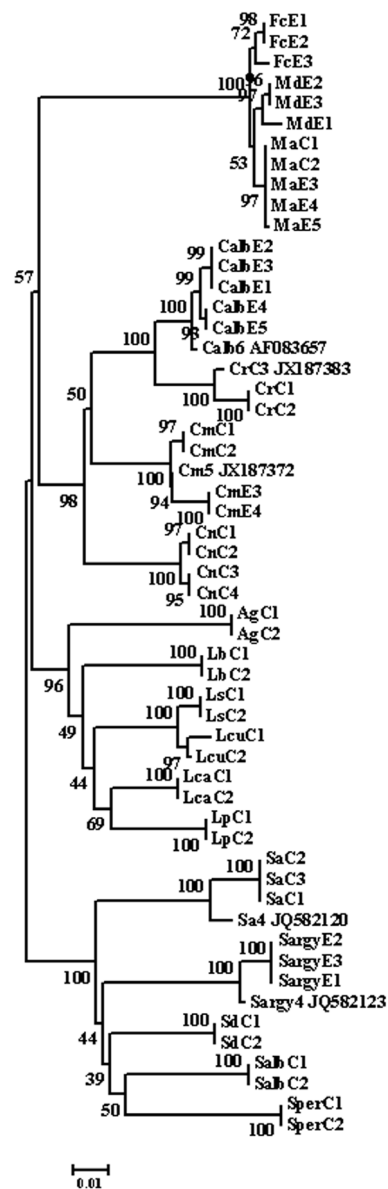 98
FcE1
72
FcE2
FcE3
100
96
MdE2
97
MdE3
MdE1
MaC1
MaC2
53
MaE3
97
MaE4
MaE5
CalbE2
99
CalbE3
57
99
CalbE1
100
CalbE4
98
CalbE5
100
Calb6 AF083657
CrC3 JX187383
100
CrC1
50
100
CrC2
97
CmC1
CmC2
100
Cm5 JX187372
98
94
CmE3
100
CmE4
97
CnC1
CnC2
100
CnC3
95
CnC4
100
AgC1
AgC2
96
100
LbC1
LbC2
49
100
LsC1
100
LsC2
LcuC1
97
LcuC2
44
100
LcaC1
LcaC2
69
LpC1
100
LpC2
SaC2
100
SaC3
100
SaC1
Sa4 JQ582120
SargyE2
100
SargyE3
100
100
SargyE1
Sargy4 JQ582123
44
100
SdC1
SdC2
39
100
SalbC1
SalbC2
50
SperC1
100
SperC2
0.01